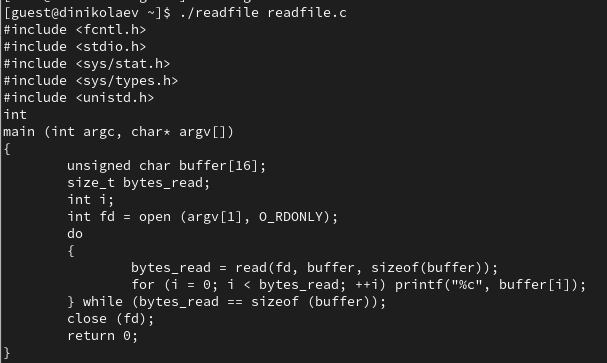 [guest@dinikolaev ~]$ ./readfile readfile.c
#include <fcntl.h>
#include <stdio.h>
#include <sys/stat.h>
#include <sys/types.h>
#include <unistd.h>
int
main (int argc, char* argv[])
{
        unsigned char buffer[16];
        size_t bytes_read;
        int i;
        int fd = open (argv[1], O_RDONLY);
        do
        {
                bytes_read = read(fd, buffer, sizeof(buffer));
                for (i = 0; i < bytes_read; ++i) printf("%c", buffer[i]);
        } while (bytes_read == sizeof (buffer));
        close (fd);
        return 0;
}